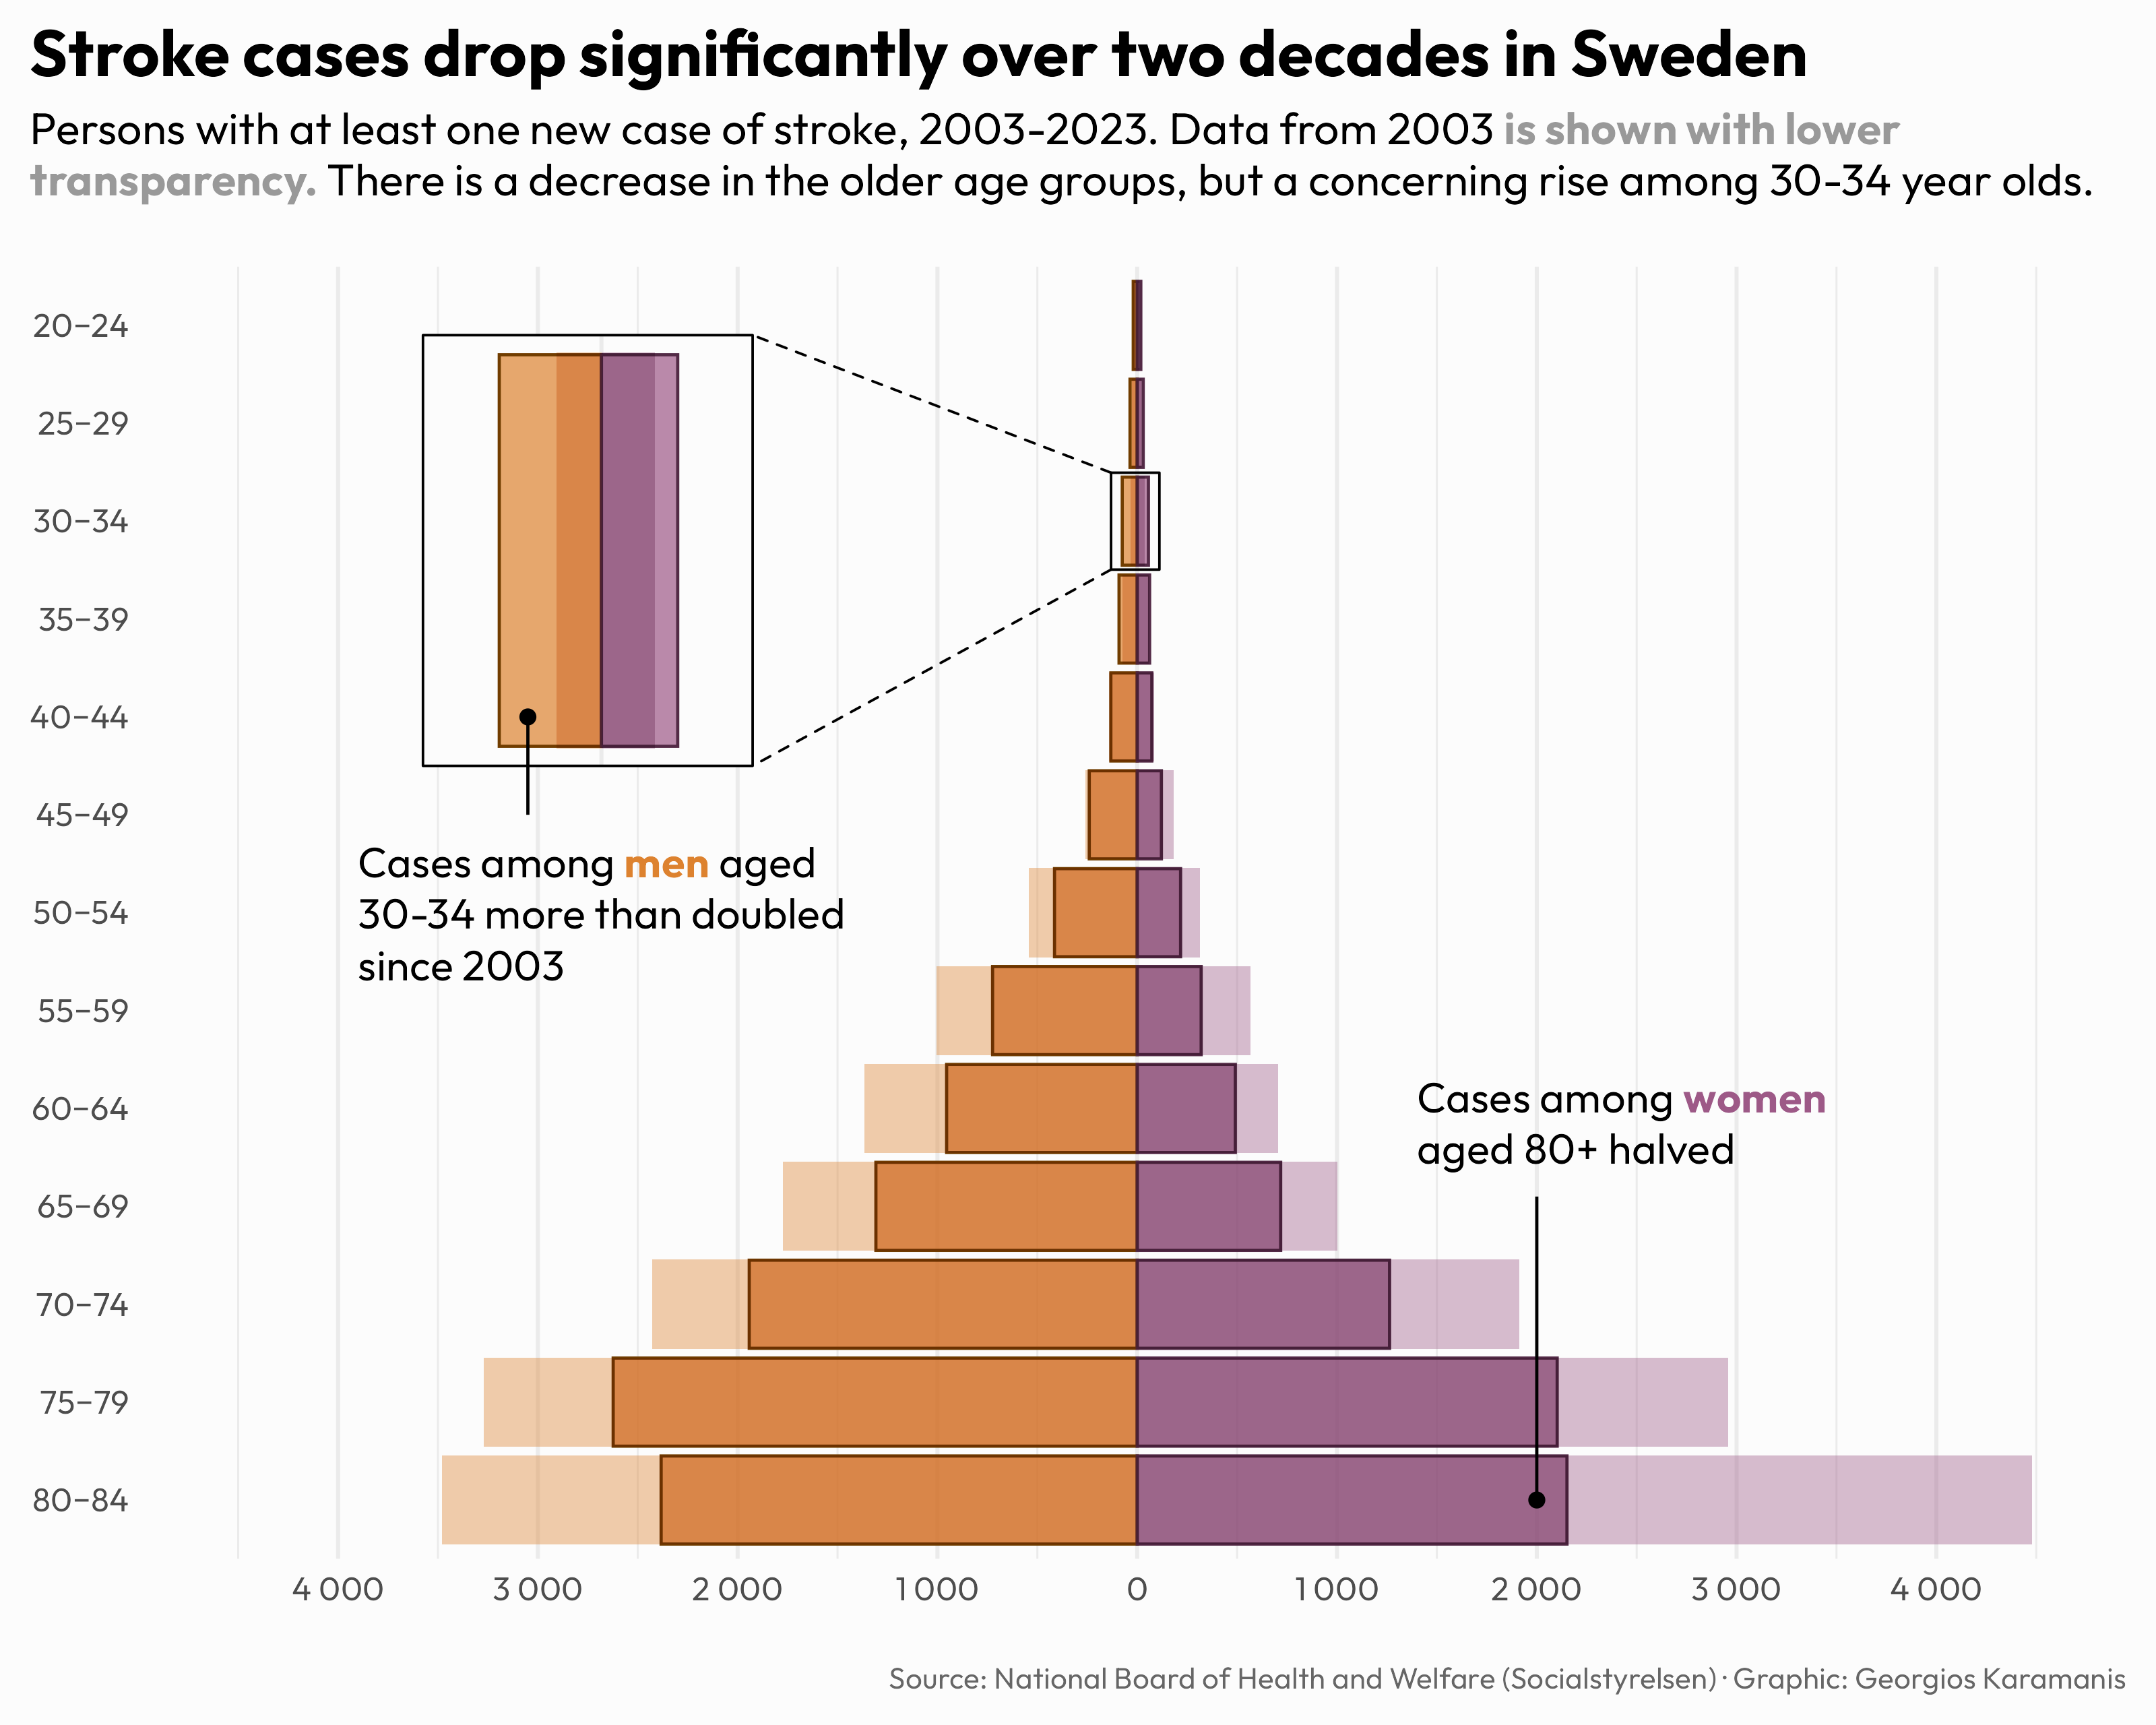 Stroke cases drop significantly over two decades in Sweden
Persons with at least one new case of stroke, 2003-2023. Data from 2003 is shown with lower
transparency. There is a decrease in the older age groups, but a concerning rise among 30-34 year olds.
20–24
25–29
30–34
35–39
40–44
45–49
50–54
55–59
60–64
65–69
70–74
75–79
80–84
Cases among men aged
30-34 more than doubled
since 2003
Cases among women
aged 80+ halved
4 000
3 000
2 000
1 000
0
1 000
2 000
3 000
4 000
Source: National Board of Health and Welfare (Socialstyrelsen) · Graphic: Georgios Karamanis